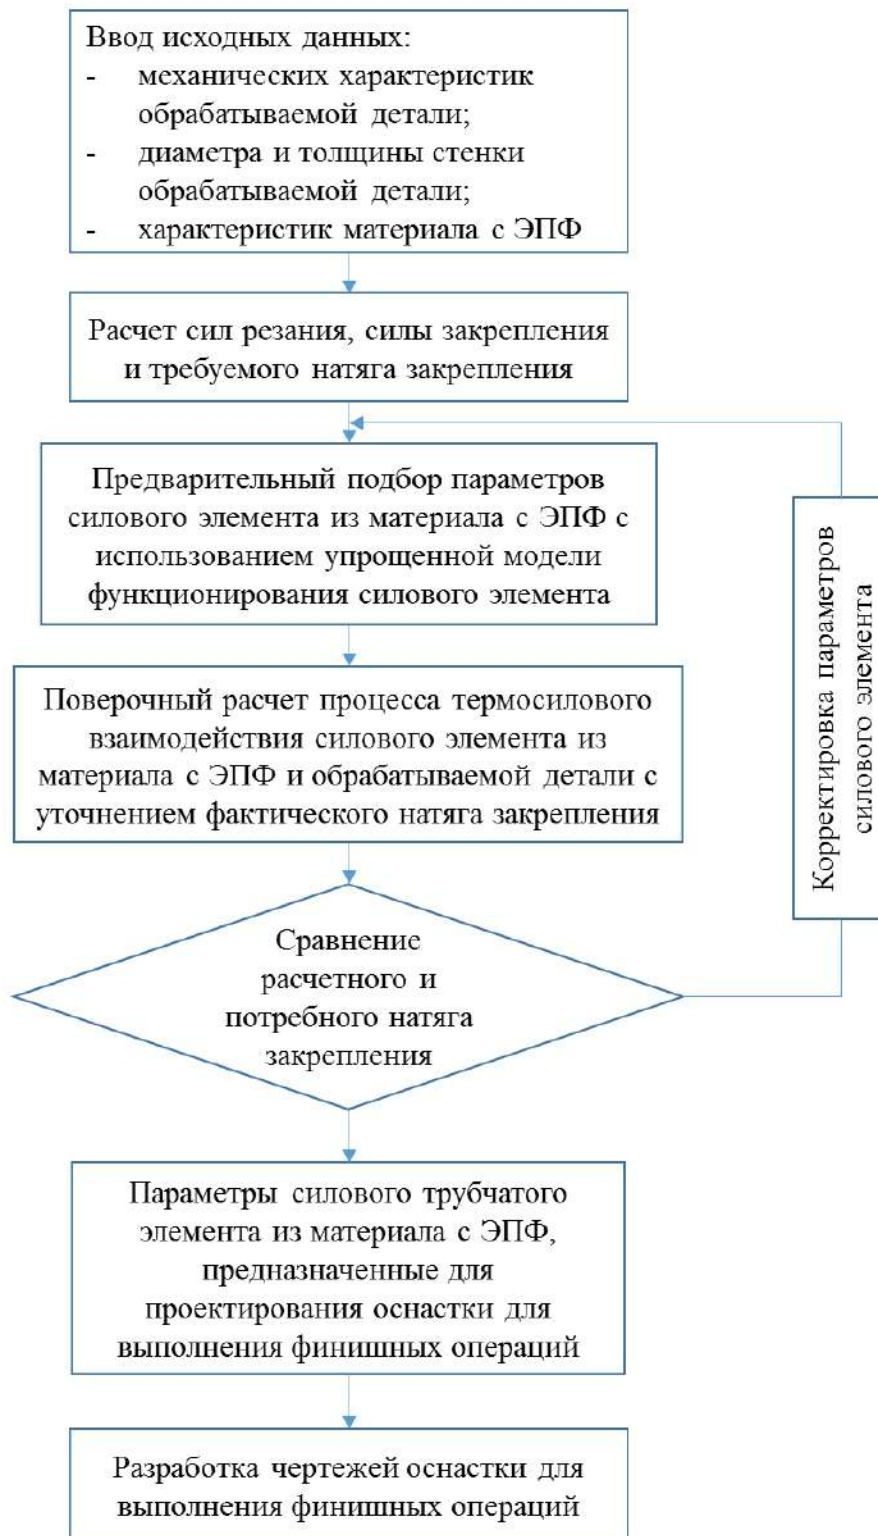 Ввод исходных данных:
- механических характеристик
обрабатываемой детали;
- диаметра и толщины стенки
обрабатываемой детали;
- характеристик материала с ЭПФ
Расчет сил резания, силы закрепления
и требуемого натяга закрепления
Предварительный подбор параметров
силового элемента из материала с ЭПФ с
использованием упрощенной модели
функционирования силового элемента
Поверочный расчет процесса термосилового
взаимодействия силового элемента из
материала с ЭПФ и обрабатываемой детали с
уточнением фактического натяга закрепления
Корректировка параметров
силового элемента
Сравнение
расчетного и
потребного натяга
закрепления
Параметры силового трубчатого
элемента из материала с ЭПФ,
предназначенные для
проектирования оснастки для
выполнения финишных операций
Разработка чертежей оснастки для
выполнения финишных операций